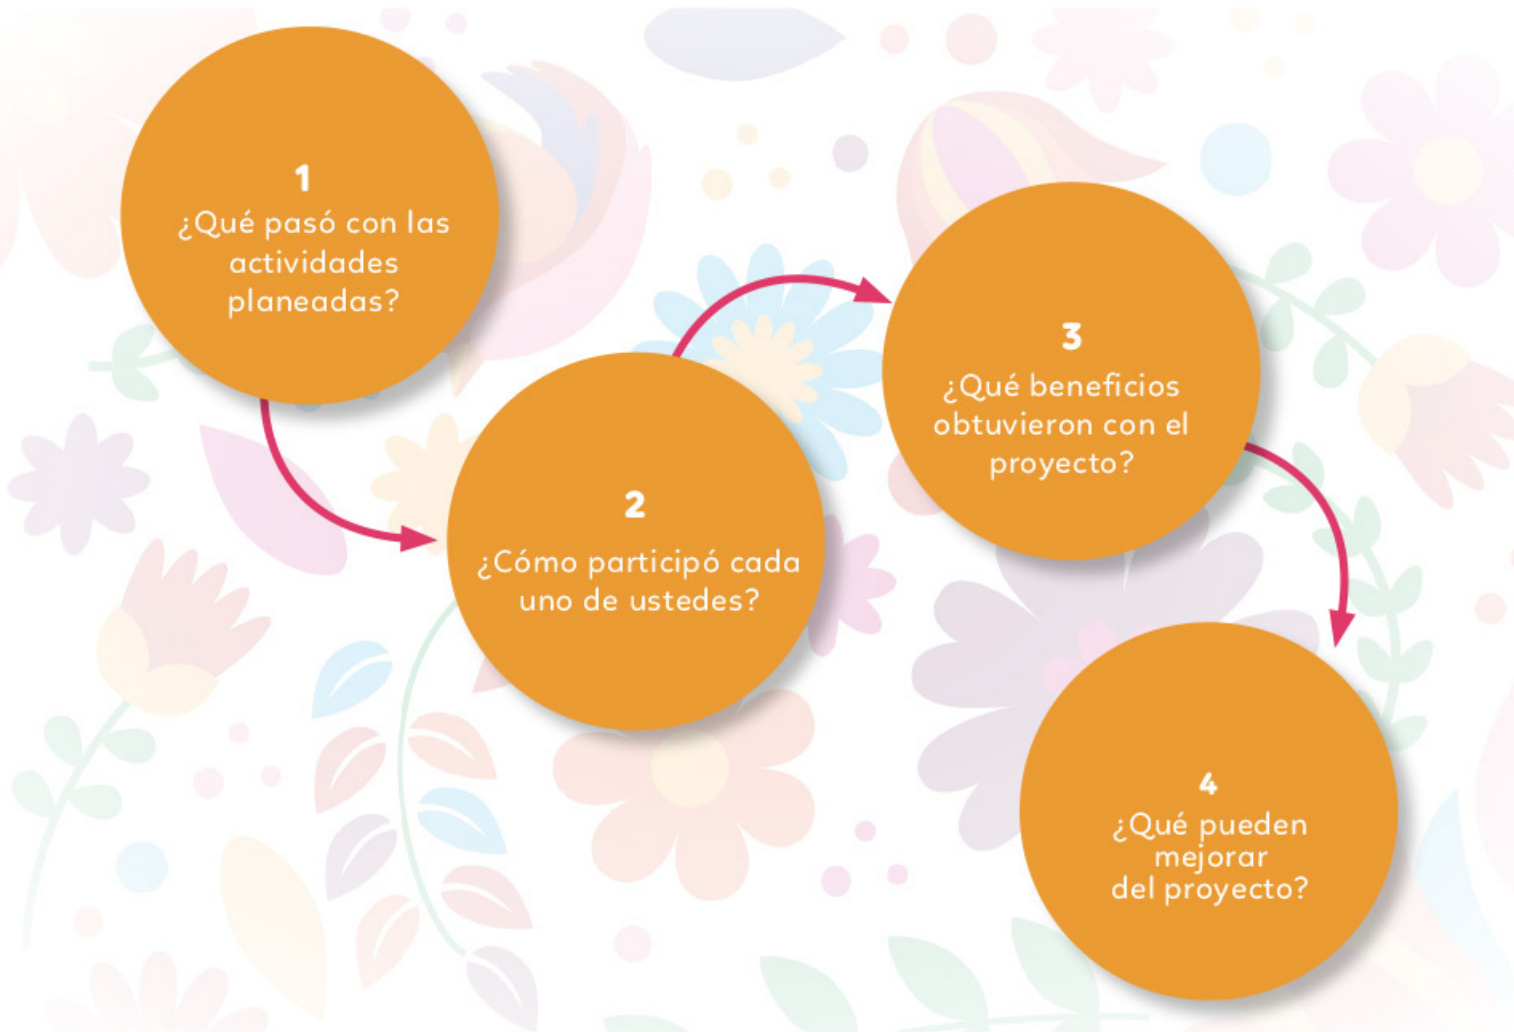 1
¿Qué pasó con las
actividades
planeadas?
2
¿Cómo participó cada
uno de ustedes?
3
¿Qué beneficios
obtuvieron con el
proyecto?
4
¿Qué pueden
mejorar
del proyecto?